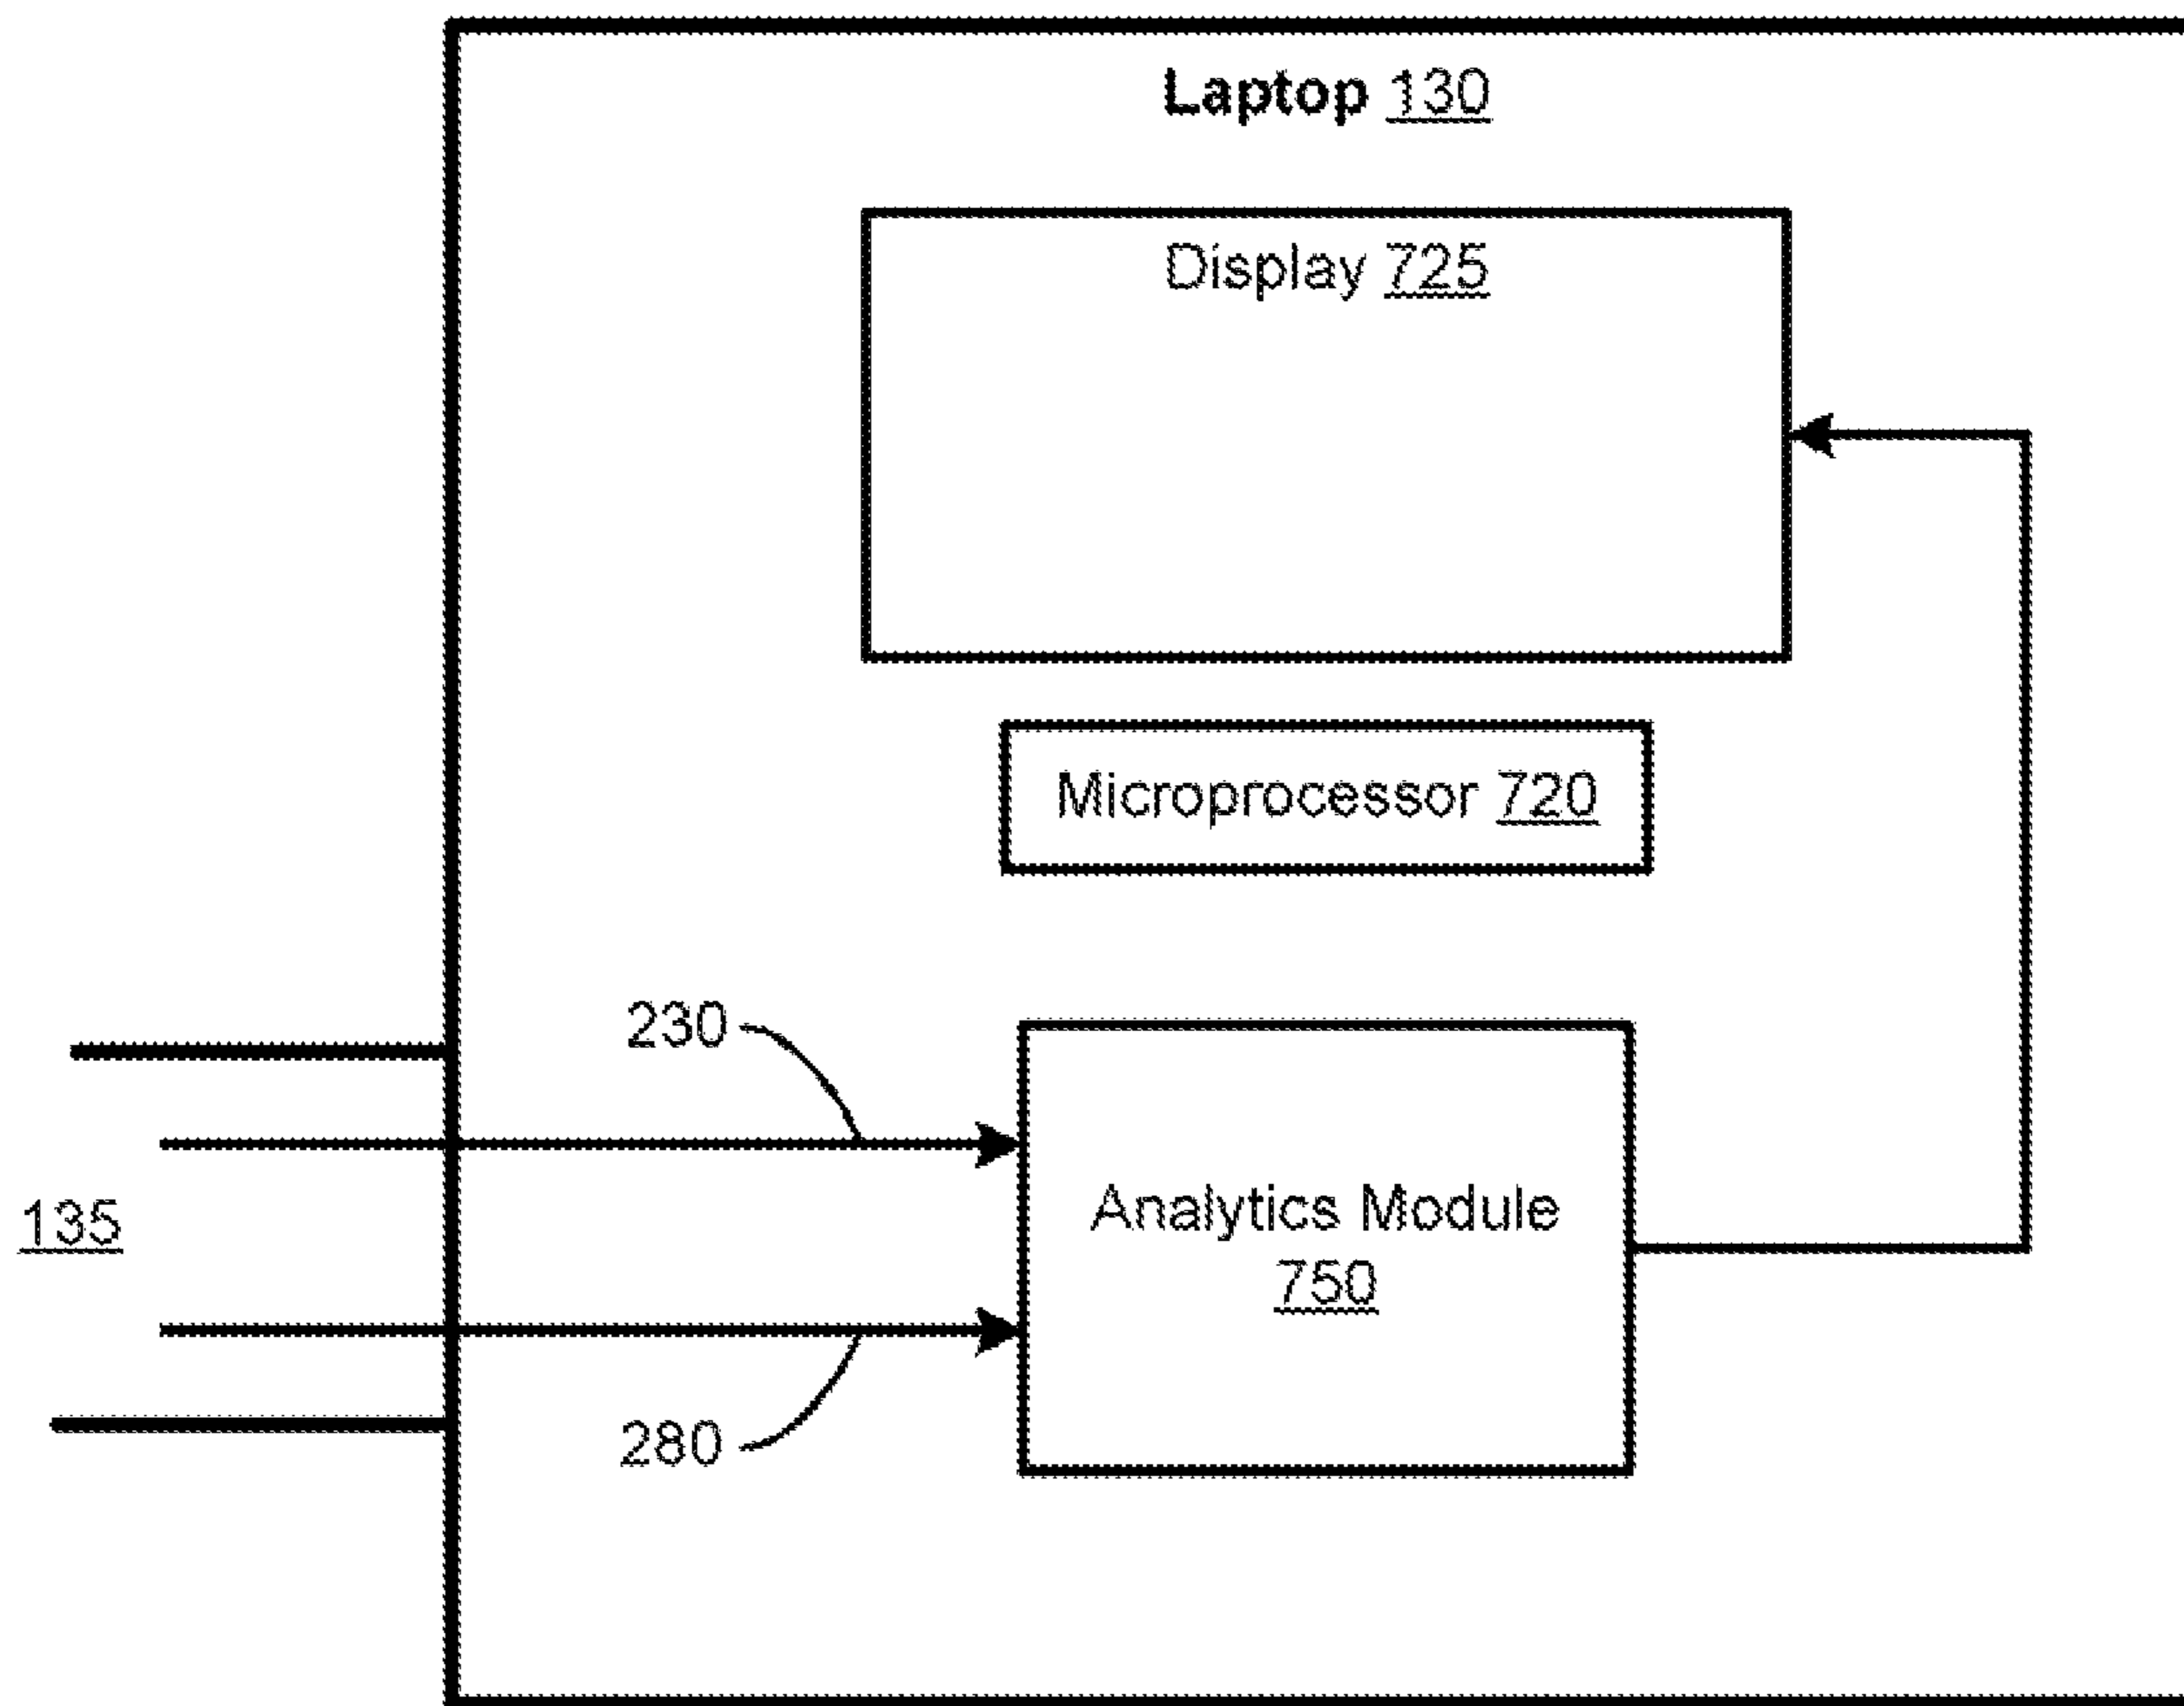 Laptop 130
Display 725
Microprocessor 720
230
135
Analytics Module
750
280